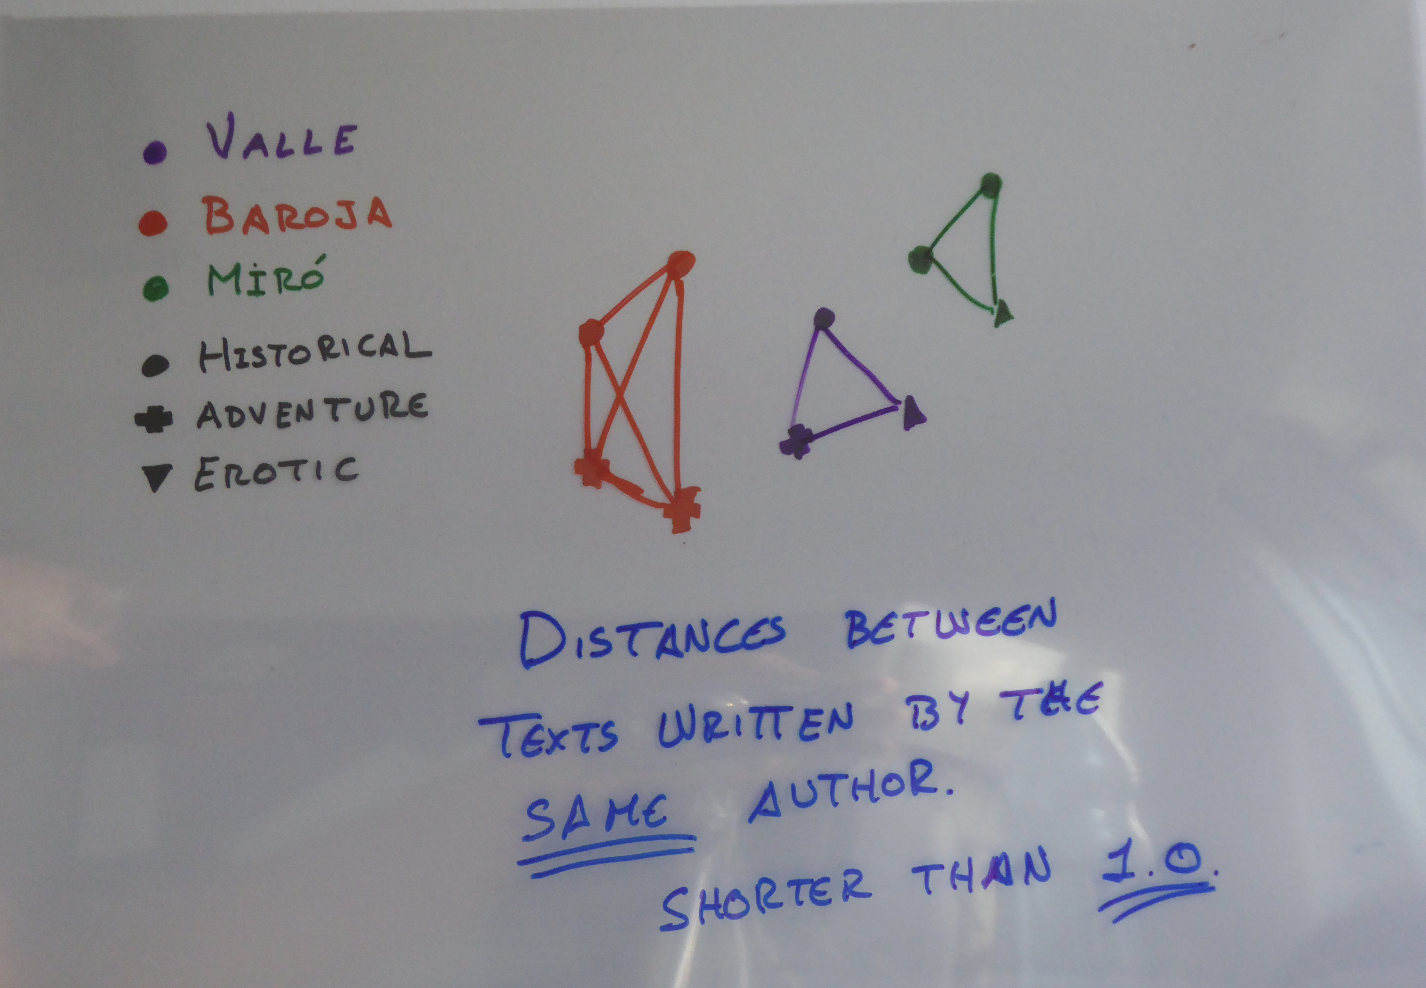 VALLE
BAROJA
MIRÓ
HISTORICAL
ADVENTURE
EROTIC
DISTANCES BETWEEN
TEXTS WRITTEN BY THE
SAME AUTHOR.
SHORTER THAN 1.0.